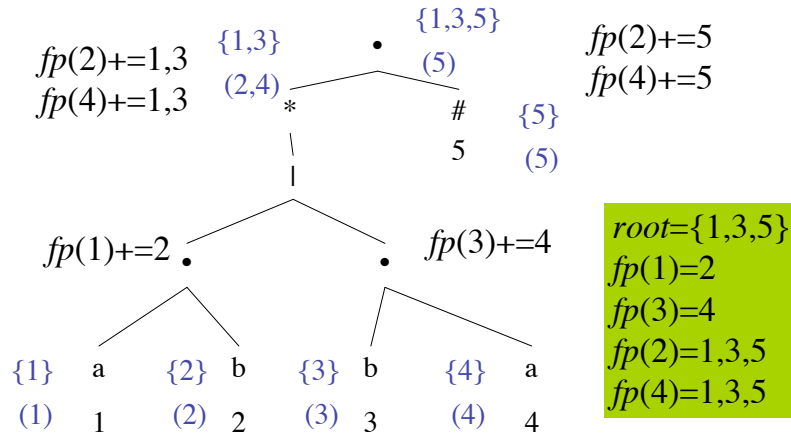 fp(2)+=1,3
fp(4)+=1,3
{1,3}
(2,4)
*
•
{1,3,5}
(5)
fp(2)+=5
fp(4)+=5
#
5
{5}
(5)
|
fp(1)+=2
•
•
fp(3)+=4
{1} a
(1) 1
{2} b
(2) 2
{3} b
(3) 3
{4} a
(4) 4
root={1,3,5}
fp(1)=2
fp(3)=4
fp(2)=1,3,5
fp(4)=1,3,5